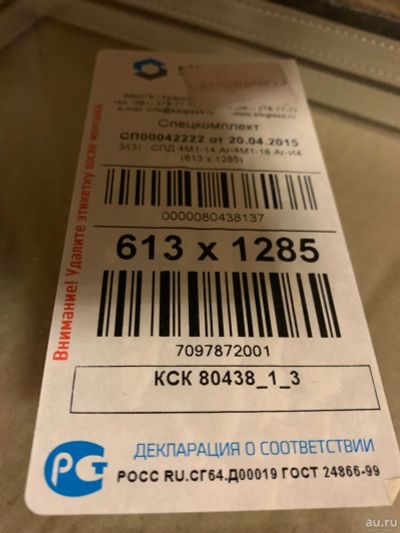 Спецкомплект
СП00042222 от 20.04.2015
3/(3) СПД 4М1-14 Ar-4М1-16 Ar-И4
(613 x 1285)
0000080438137
613 x 1285
7097872001
КСК 80438_1_3
Внимание! Удалите этикетку после монтажа.
РСТ
ДЕКЛАРАЦИЯ О СООТВЕТСТВИИ
РОСС RU.СГ64.Д00019 ГОСТ 24866-99
au.ru